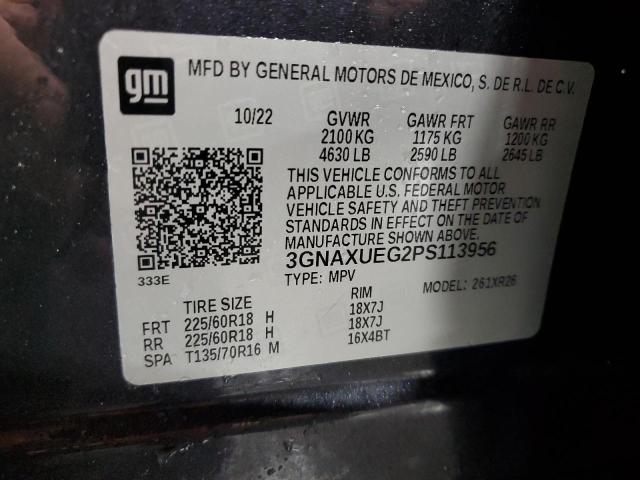 gm
MFD BY GENERAL MOTORS DE MEXICO, S. DE R.L. DE C.V.
10/22 GVWR GAWR FRT GAWR RR
2100 KG 1175 KG 1200 KG
4630 LB 2590 LB 2645 LB
THIS VEHICLE CONFORMS TO ALL
APPLICABLE U.S. FEDERAL MOTOR
VEHICLE SAFETY AND THEFT PREVENTION
STANDARDS IN EFFECT ON THE DATE OF
MANUFACTURE SHOWN ABOVE.
3GNAXUEG2PS113956
333E
TYPE: MPV MODEL: 261XR26
TIRE SIZE RIM
FRT 225/60R18 H 18X7J
RR 225/60R18 H 18X7J
SPA T135/70R16 M 16X4BT